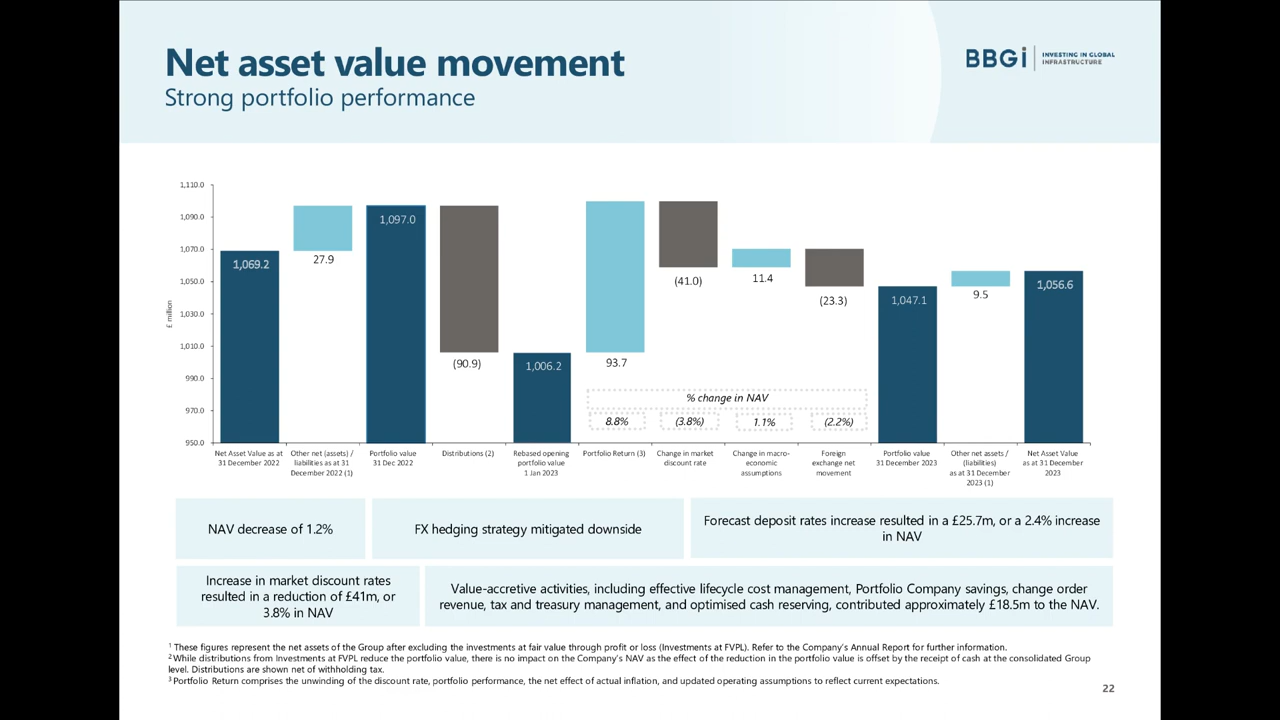 Net asset value movement
Strong portfolio performance
BBGi
INVESTING IN GLOBAL
INFRASTRUCTURE
£ million
1,110.0
1,090.0
1,070.0
1,050.0
1,030.0
1,010.0
990.0
970.0
950.0
1,069.2
27.9
1,097.0
(90.9)
1,006.2
93.7
(41.0)
11.4
(23.3)
1,047.1
9.5
1,056.6
% change in NAV
8.8%
(3.8%)
1.1%
(2.2%)
Net Asset Value as at
31 December 2022
Other net (assets) /
liabilities as at 31
December 2022 (1)
Portfolio value
31 Dec 2022
Distributions (2)
Rebased opening
portfolio value
1 Jan 2023
Portfolio Return (3)
Change in market
discount rate
Change in macro-
economic
assumptions
Foreign
exchange net
movement
Portfolio value
31 December 2023
Other net assets /
(liabilities)
as at 31 December
2023 (1)
Net Asset Value
as at 31 December
2023
NAV decrease of 1.2%
FX hedging strategy mitigated downside
Forecast deposit rates increase resulted in a £25.7m, or a 2.4% increase
in NAV
Increase in market discount rates
resulted in a reduction of £41m, or
3.8% in NAV
Value-accretive activities, including effective lifecycle cost management, Portfolio Company savings, change order
revenue, tax and treasury management, and optimised cash reserving, contributed approximately £18.5m to the NAV.
1 These figures represent the net assets of the Group after excluding the investments at fair value through profit or loss (Investments at FVPL). Refer to the Company's Annual Report for further information.
2 While distributions from Investments at FVPL reduce the portfolio value, there is no impact on the Company's NAV as the effect of the reduction in the portfolio value is offset by the receipt of cash at the consolidated Group
level. Distributions are shown net of withholding tax.
3 Portfolio Return comprises the unwinding of the discount rate, portfolio performance, the net effect of actual inflation, and updated operating assumptions to reflect current expectations.
22